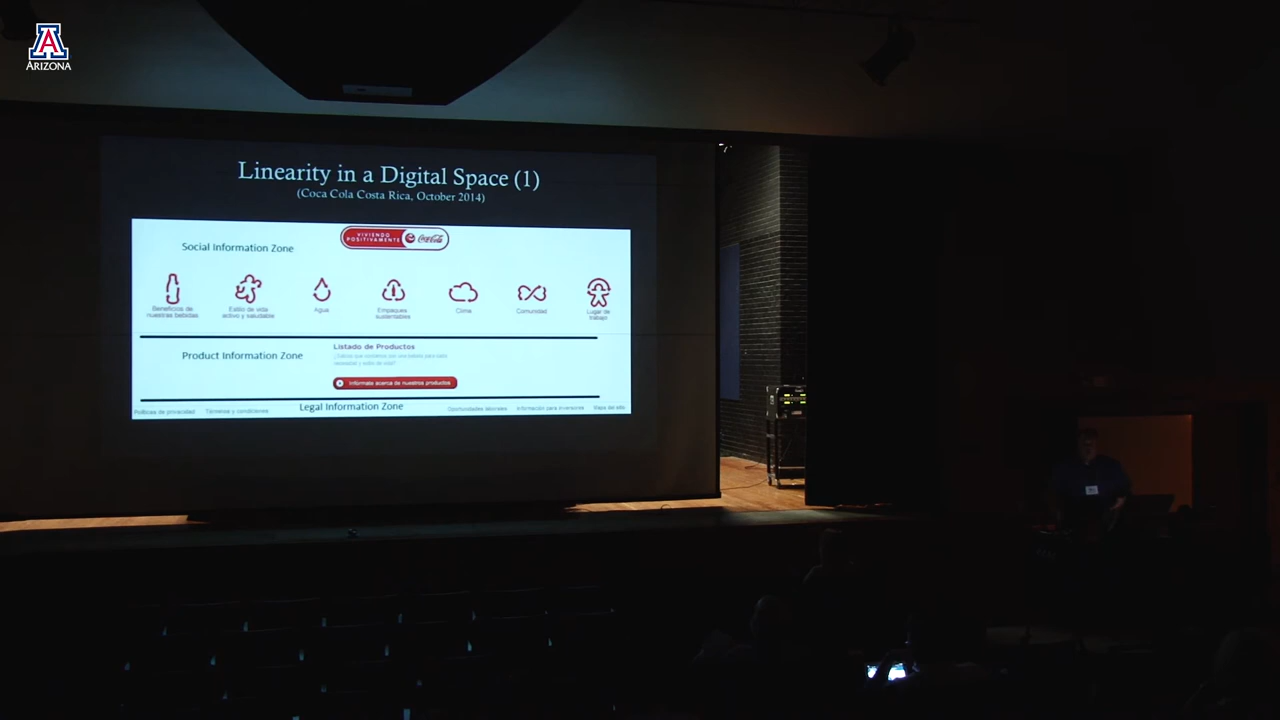 ARIZONA
Linearity in a Digital Space (1)
(Coca Cola Costa Rica, October 2014)
VIVIENDO
POSITIVAMENTE
Coca-Cola
Social Information Zone
Beneficios de
nuestras bebidas
Estilo de vida
activo y saludable
Agua
Empaques
sustentables
Clima
Comunidad
Lugar de
trabajo
Product Information Zone
Listado de Productos
Infórmate acerca de nuestros productos
Legal Information Zone
Políticas de privacidad
Términos y condiciones
Oportunidades laborales
Información para inversores
Mapa del sitio